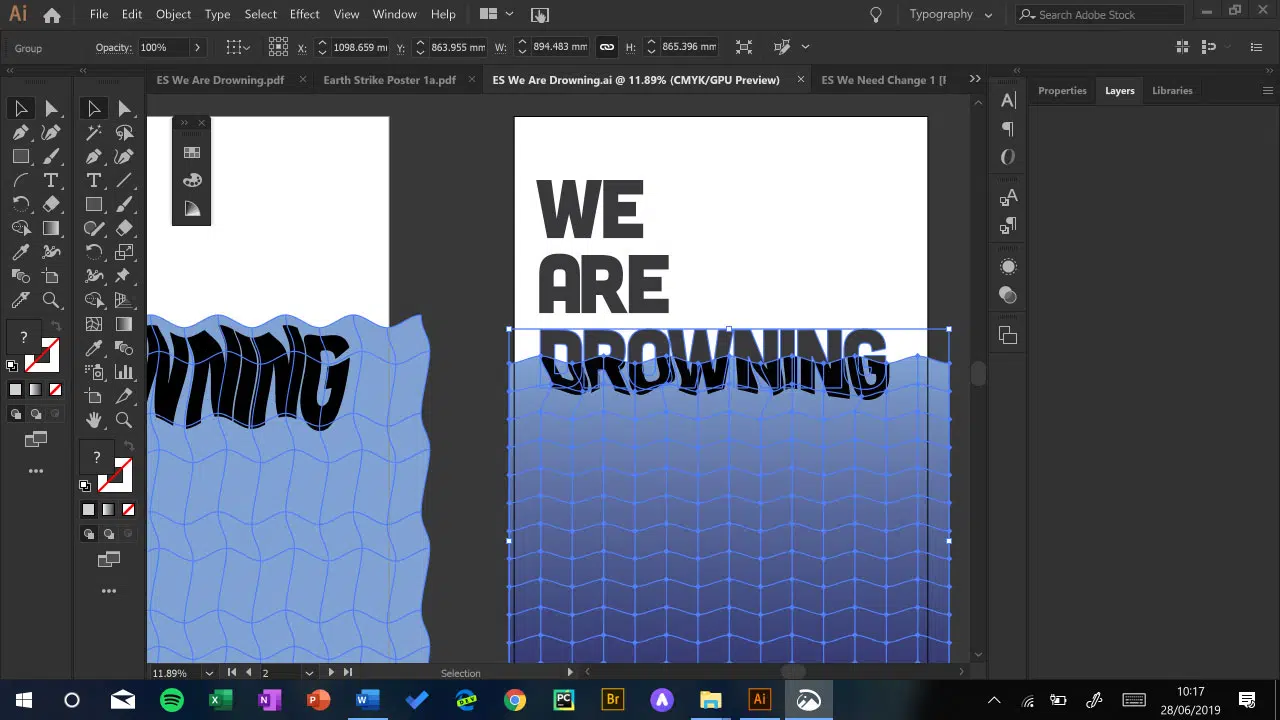 Ai File Edit Object Type Select Effect View Window Help Typography Search Adobe Stock
Group Opacity: 100% X: 1098.659 m Y: 863.955 mm W: 894.483 mm H: 865.396 mm
ES We Are Drowning.pdf × Earth Strike Poster 1a.pdf × ES We Are Drowning.ai @ 11.89% (CMYK/GPU Preview) × ES We Need Change 1 [F
Properties Layers Libraries
WE
ARE
DROWNING
WNING
? 
?
11.89% 2 Selection
Br Ai
10:17
28/06/2019